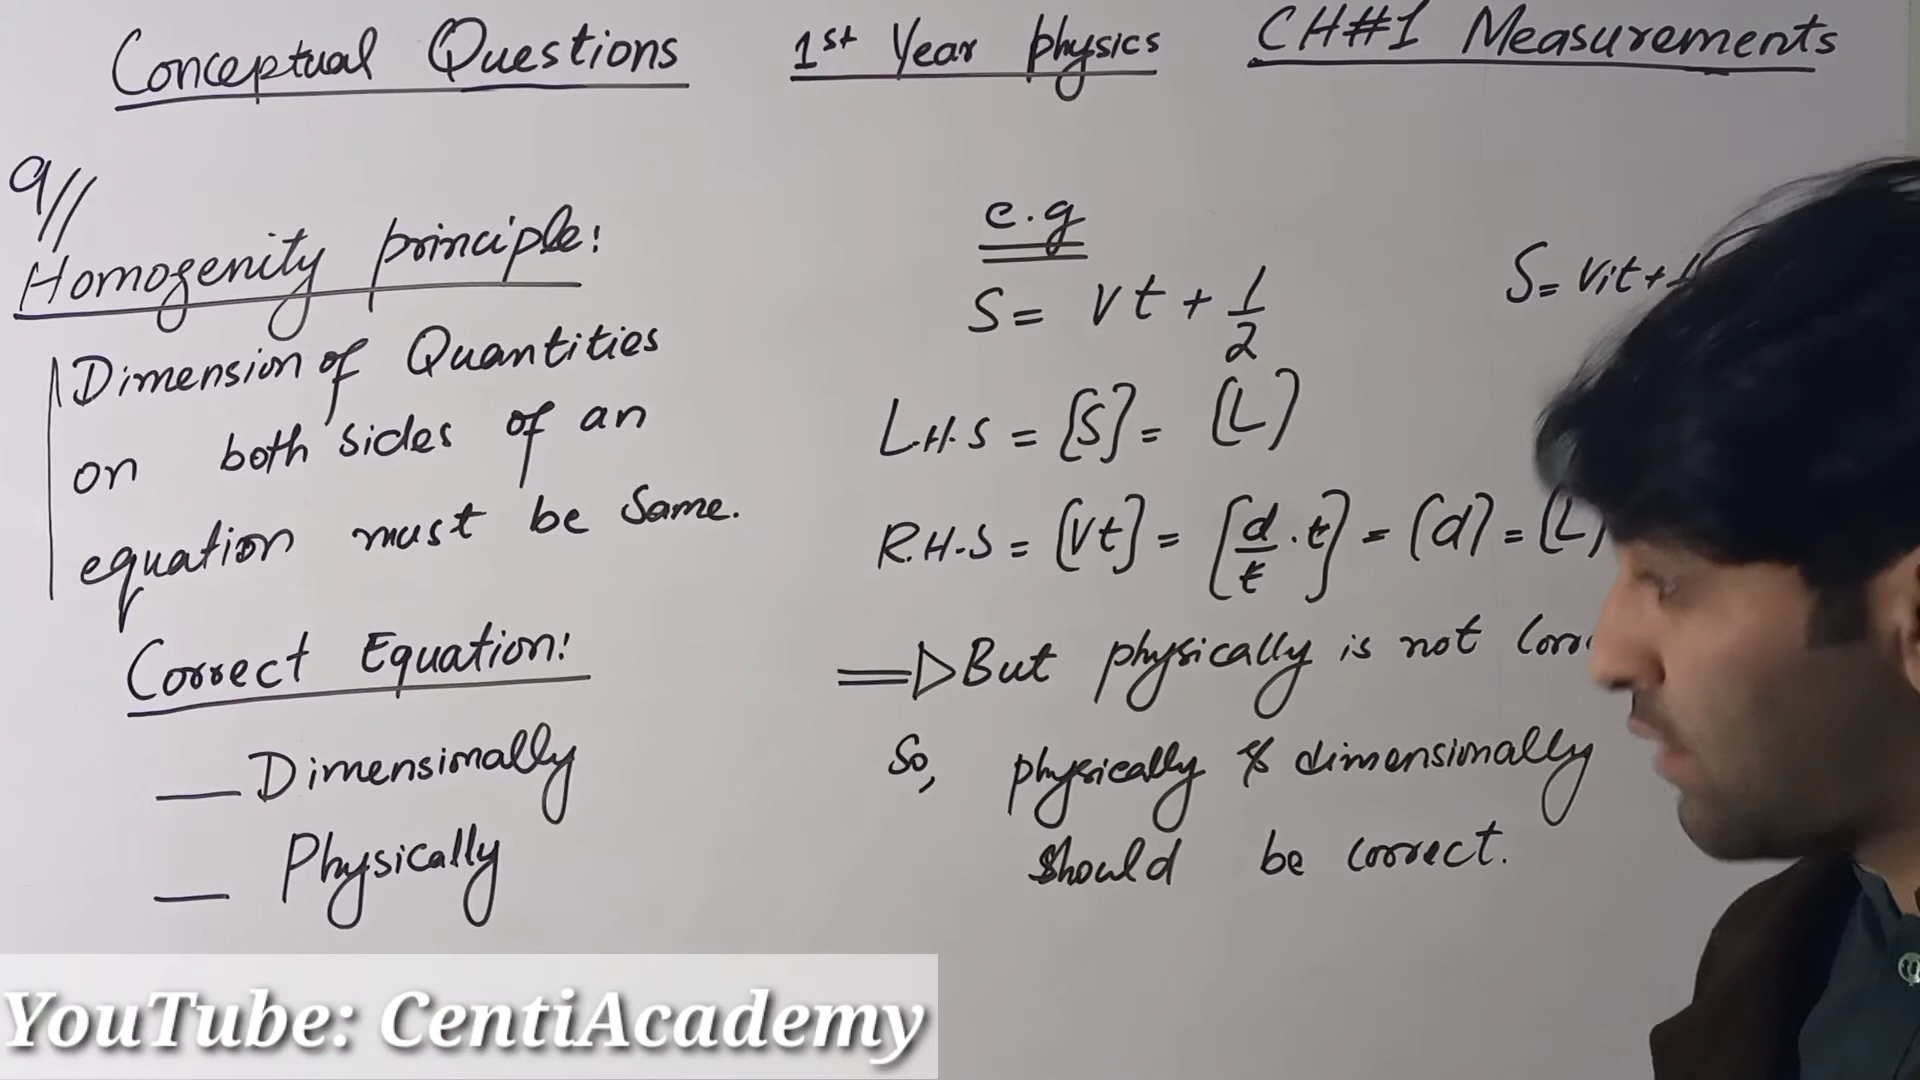 Conceptual Questions 1st Year physics CH#1 Measurements
9//
Homogenity principle:
Dimension of Quantities
on both sides of an
equation must be Same.
Correct Equation:
— Dimensionally
— Physically
e.g
S = Vt + 1/2
L.H.S = [S] = [L]
R.H.S = [Vt] = [d/t . t] = [d] = [L]
=> But physically is not
So, physically & dimensionally
should be correct.
S = Vit +
YouTube: CentiAcademy